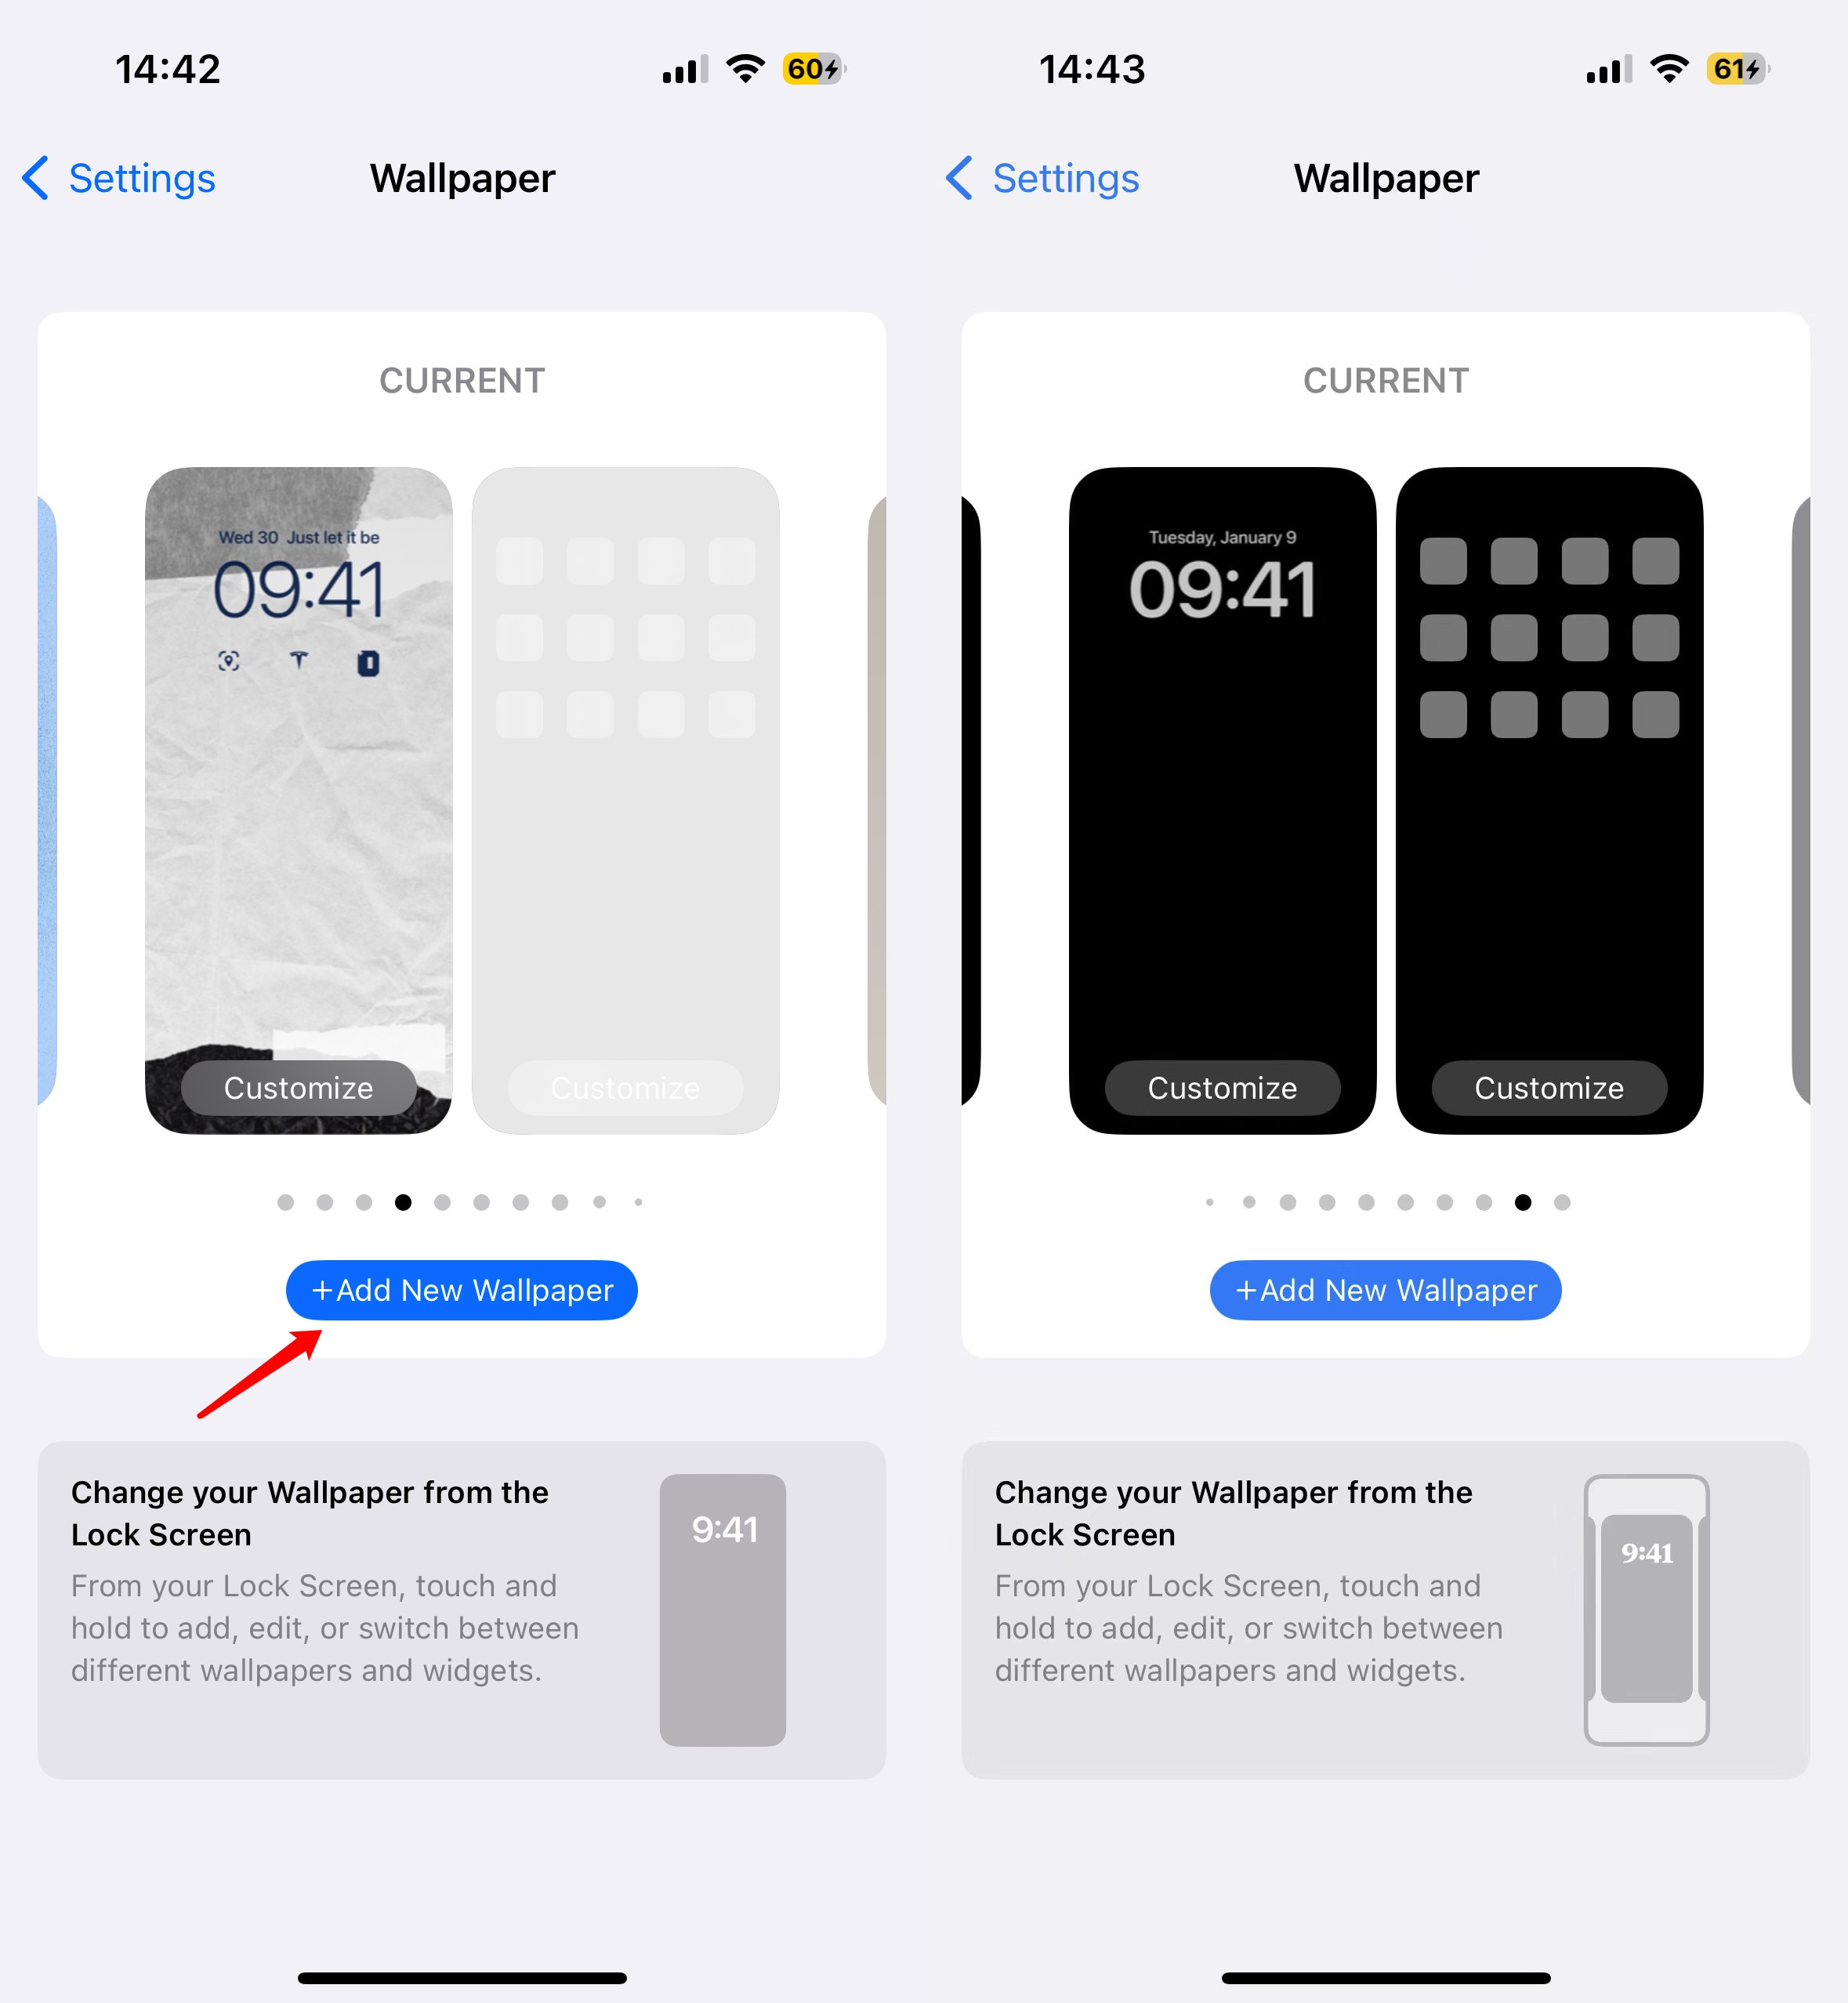 14:42
60
Settings
Wallpaper
CURRENT
Wed 30 Just let it be
09:41
Customize
Customize
+Add New Wallpaper
Change your Wallpaper from the
Lock Screen
From your Lock Screen, touch and
hold to add, edit, or switch between
different wallpapers and widgets.
9:41
14:43
61
Settings
Wallpaper
CURRENT
Tuesday, January 9
09:41
Customize
Customize
+Add New Wallpaper
Change your Wallpaper from the
Lock Screen
From your Lock Screen, touch and
hold to add, edit, or switch between
different wallpapers and widgets.
9:41